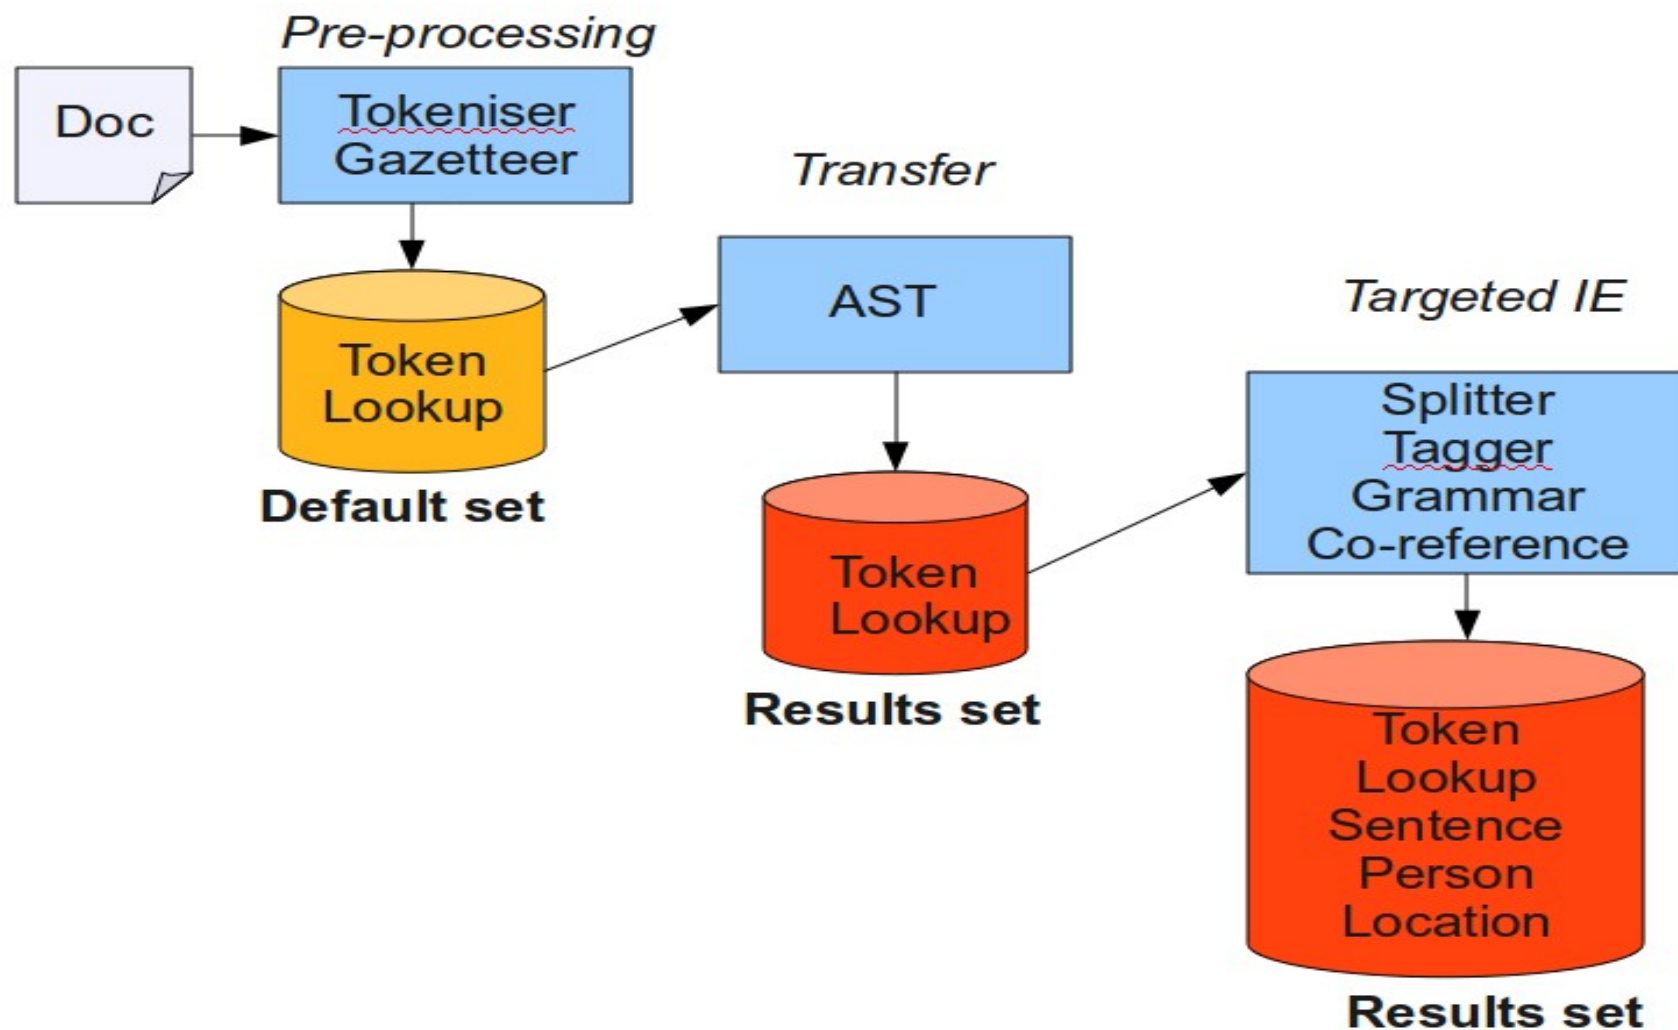 Pre-processing
Doc
Tokeniser
Gazetteer
Transfer
Token
Lookup
Default set
AST
Targeted IE
Token
Lookup
Results set
Splitter
Tagger
Grammar
Co-reference
Token
Lookup
Sentence
Person
Location
Results set